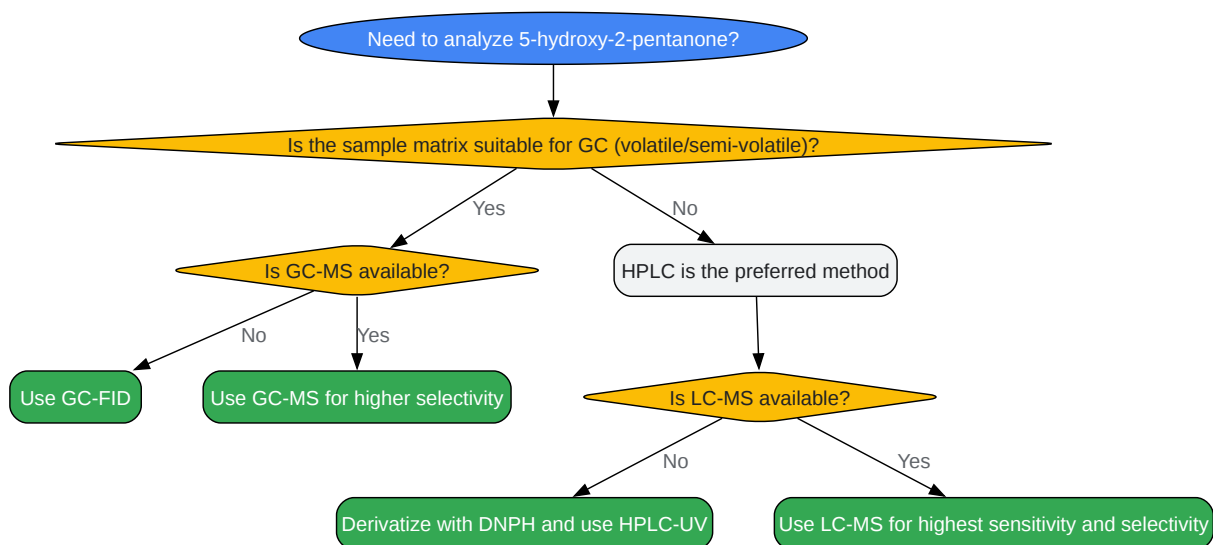 Need to analyze 5-hydroxy-2-pentanone?
Is the sample matrix suitable for GC (volatile/semi-volatile)?
Yes
No
Is GC-MS available?
HPLC is the preferred method
No
Yes
Use GC-FID
Use GC-MS for higher selectivity
Is LC-MS available?
No
Yes
Derivatize with DNPH and use HPLC-UV
Use LC-MS for highest sensitivity and selectivity